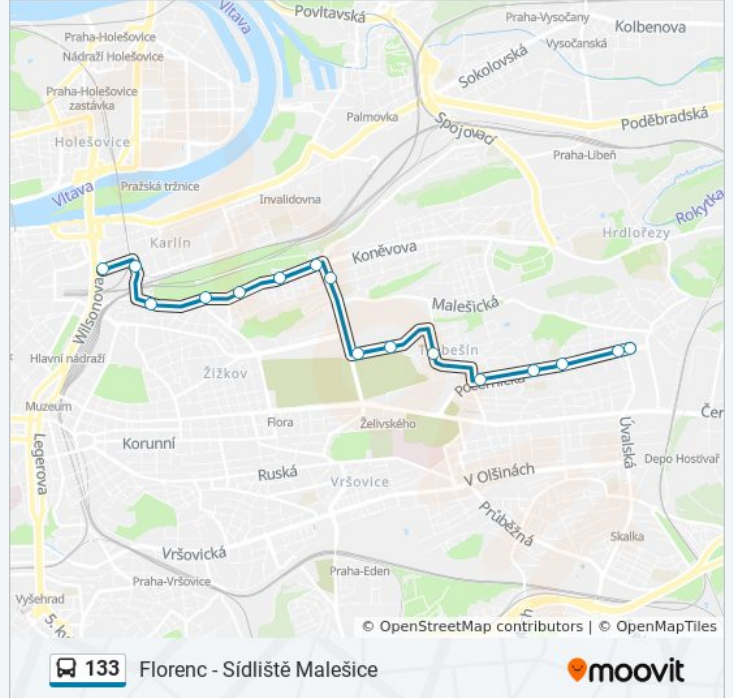 Vltava
Povltavská
Praha-Vysočany
Kolbenova
Praha-Holešovice
Nádraží Holešovice
Vysočanská
Sokolovská
Praha-Holešovice
zastávka
Palmovka
Poděbradská
Spojovací
Holešovice
Praha-Libeň
Vltava
Pražská tržnice
Invalidovna
Rokytka
Karlín
Koněvova
Hrdlořezy
Wilsonova
Malešická
Hlavní nádraží
Žižkov
Počernická
Muzeum
Flora
Želivského
Čer
Legerova
Korunní
Úvalská
Ruská
Vršovice
V Olšinách
Depo Hostivař
Průběžná
Skalka
Vršovická
Praha-Eden
Praha-Vršovice
Vyšehrad
5. k
© OpenStreetMap contributors | © OpenMapTiles
133 Florenc - Sídliště Malešice
moovit